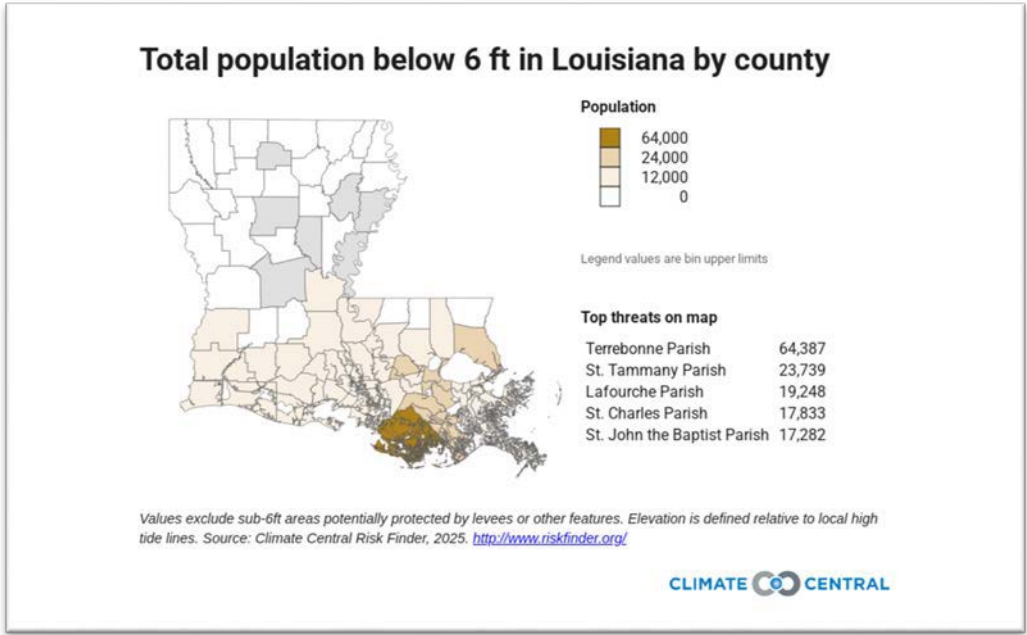 Total population below 6 ft in Louisiana by county
Population
64,000
24,000
12,000
0
Legend values are bin upper limits
Top threats on map
Terrebonne Parish 64,387
St. Tammany Parish 23,739
Lafourche Parish 19,248
St. Charles Parish 17,833
St. John the Baptist Parish 17,282
Values exclude sub-6ft areas potentially protected by levees or other features. Elevation is defined relative to local high
tide lines. Source: Climate Central Risk Finder, 2025. http://www.riskfinder.org/
CLIMATE CENTRAL